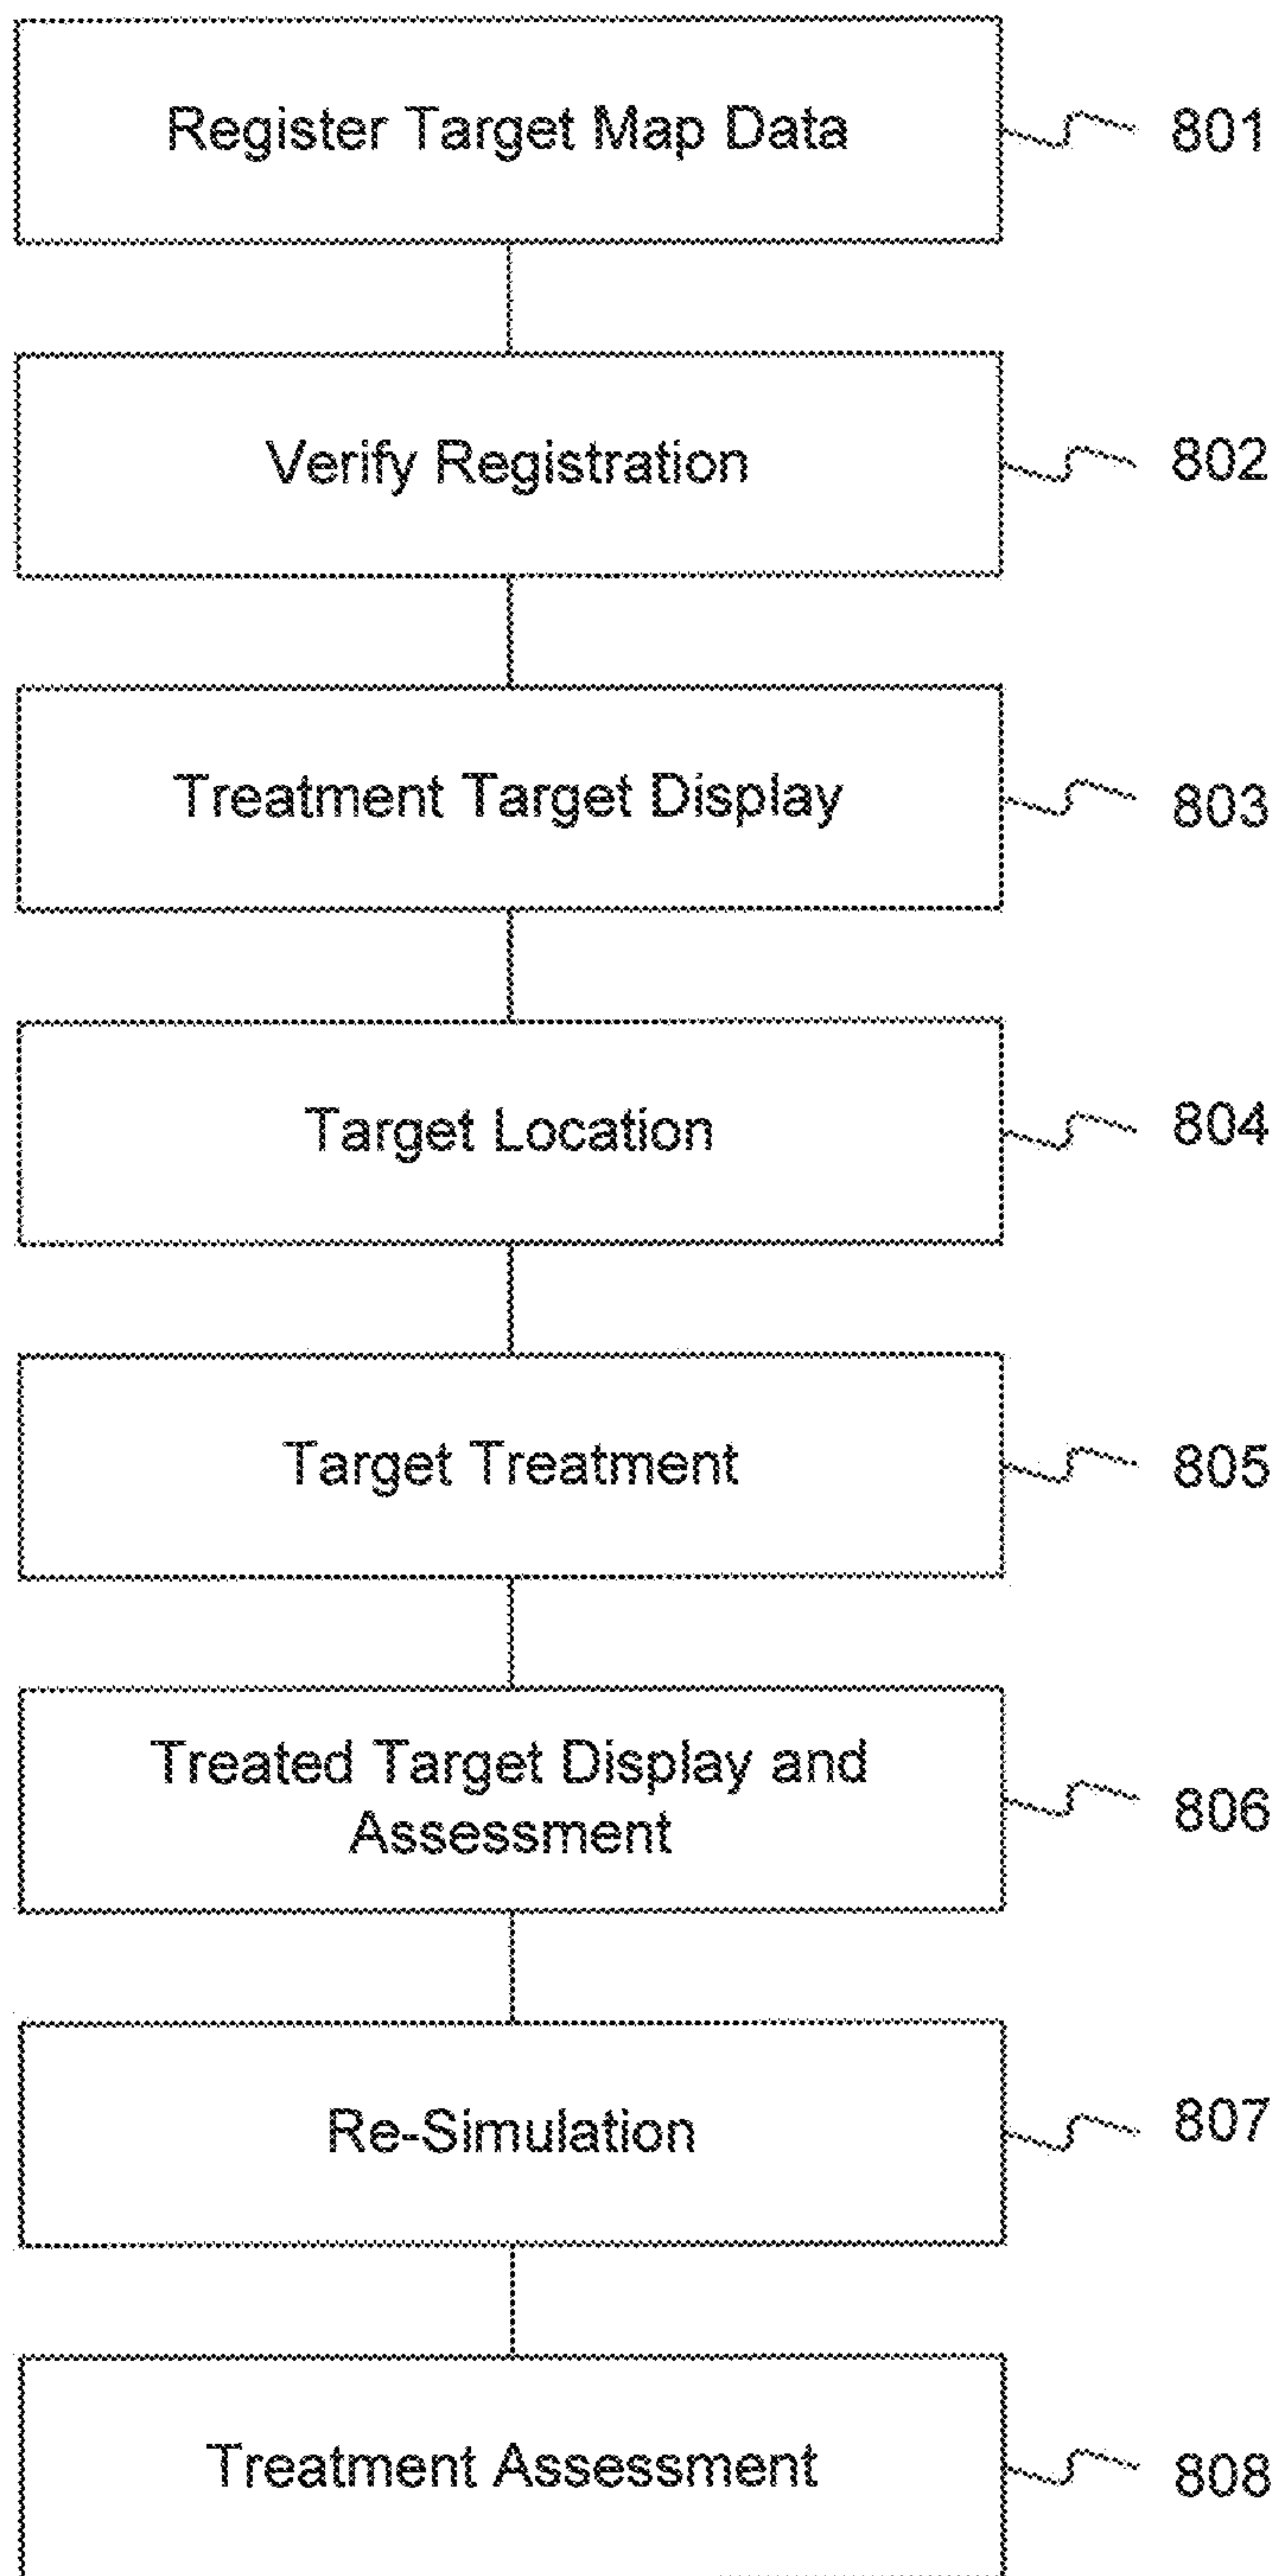 Register Target Map Data
801
Verify Registration
802
Treatment Target Display
803
Target Location
804
Target Treatment
805
Treated Target Display and
Assessment
806
Re-Simulation
807
Treatment Assessment
808